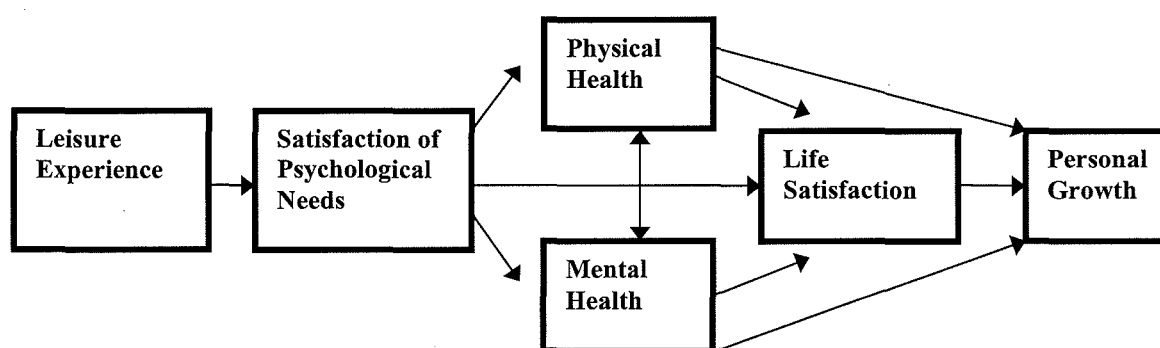 Leisure
Experience
Satisfaction of
Psychological
Needs
Physical
Health
Mental
Health
Life
Satisfaction
Personal
Growth